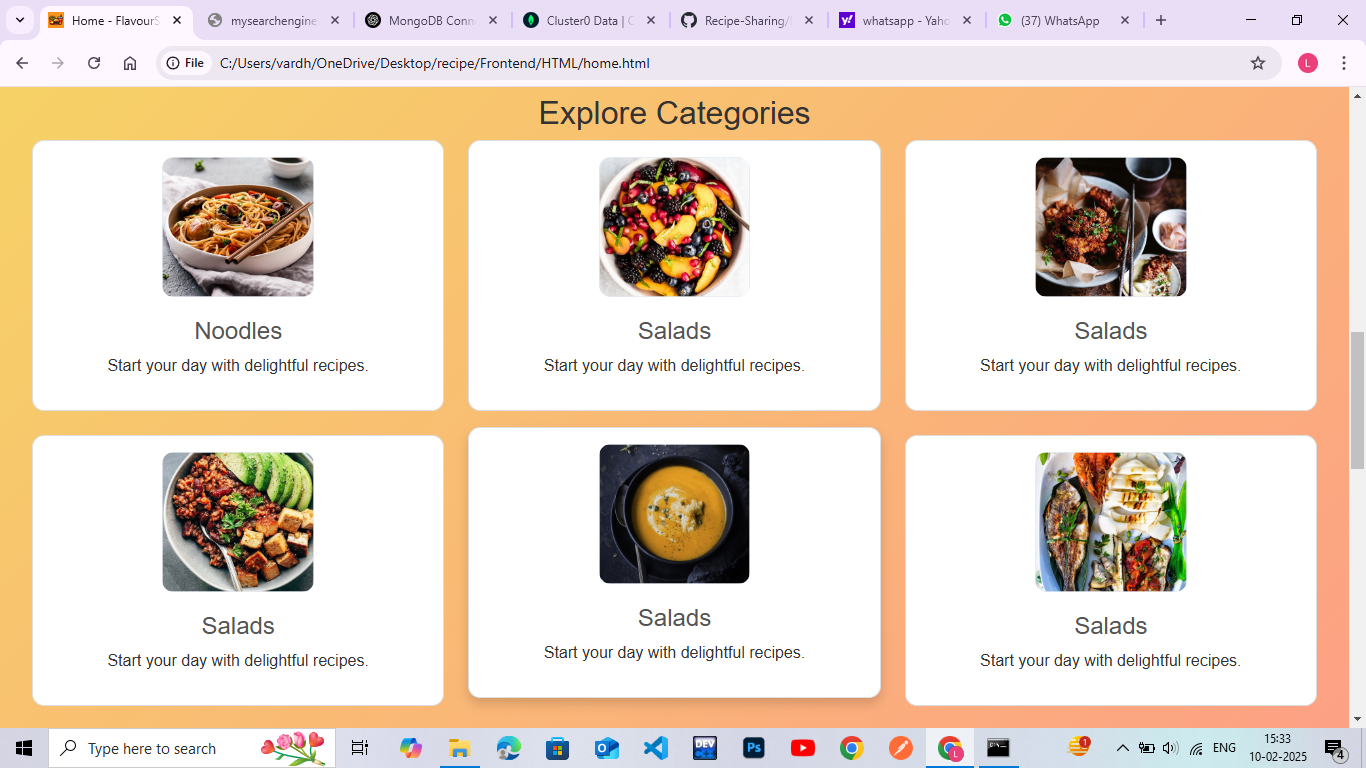 Home - FlavourS
mysearchengine
MongoDB Conn
Cluster0 Data | C
Recipe-Sharing/
whatsapp - Yaho
(37) WhatsApp
File
C:/Users/vardh/OneDrive/Desktop/recipe/Frontend/HTML/home.html
L
Explore Categories
Noodles
Start your day with delightful recipes.
Salads
Start your day with delightful recipes.
Salads
Start your day with delightful recipes.
Salads
Start your day with delightful recipes.
Salads
Start your day with delightful recipes.
Salads
Start your day with delightful recipes.
Type here to search
DEV
Ps
L
1
ENG
15:33
10-02-2025
4